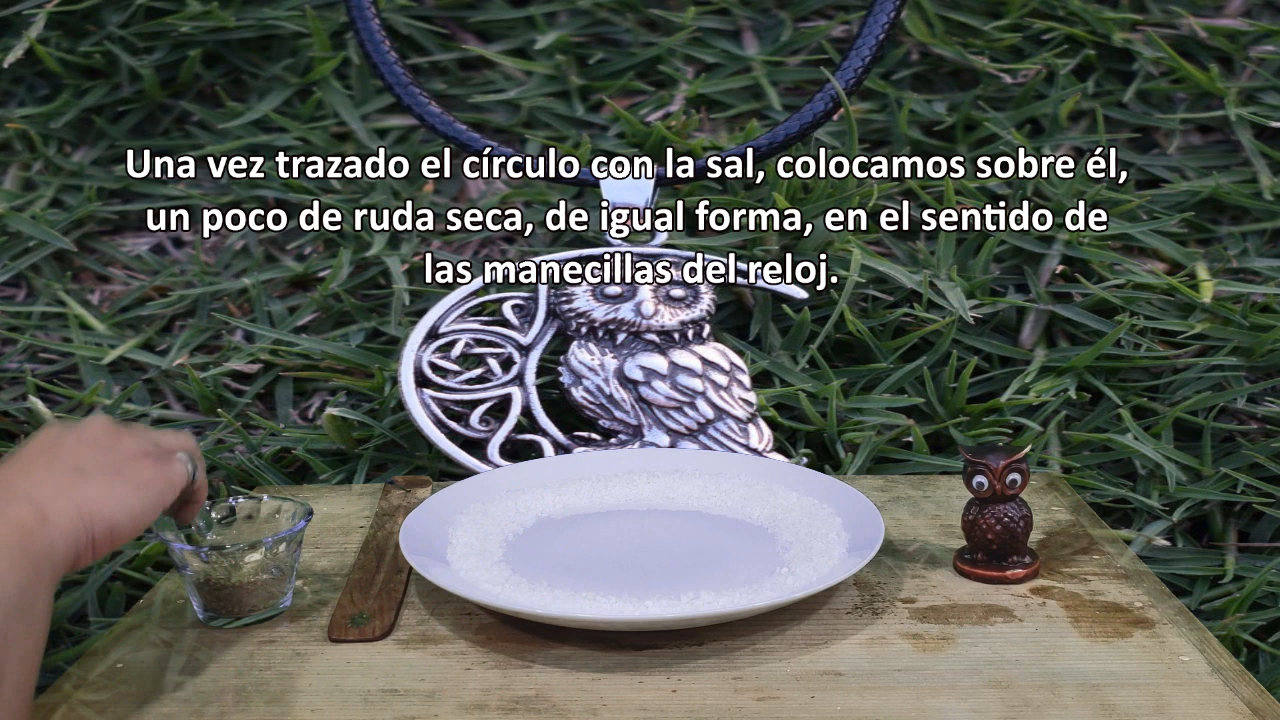 Una vez trazado el círculo con la sal, colocamos sobre él,
un poco de ruda seca, de igual forma, en el sentido de
las manecillas del reloj.